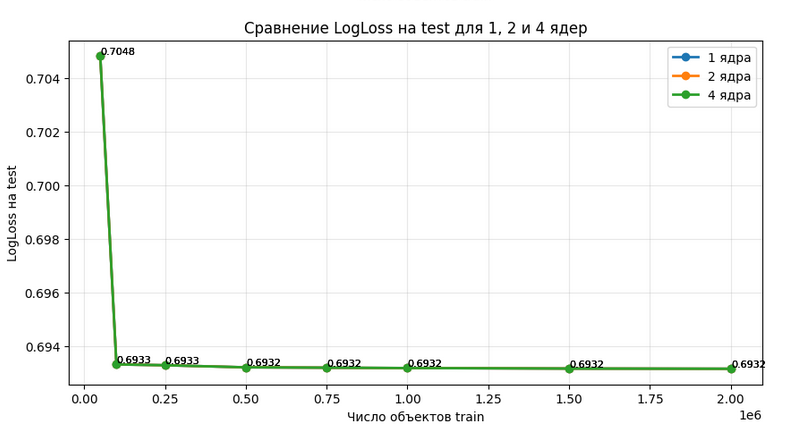 Сравнение LogLoss на test для 1, 2 и 4 ядер
0.7048
1 ядра
2 ядра
4 ядра
0.704
0.702
0.700
0.698
0.696
0.694
LogLoss на test
0.6933
0.6933
0.6932
0.6932
0.6932
0.6932
0.6932
0.00 0.25 0.50 0.75 1.00 1.25 1.50 1.75 2.00
1e6
Число объектов train